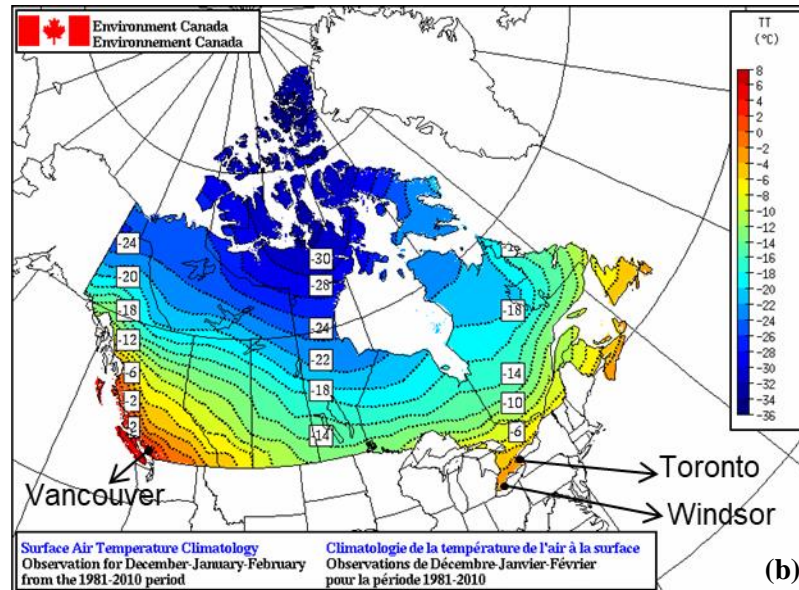 Environment Canada
Environnement Canada
TT
(°C)
8
6
4
2
0
-2
-4
-6
-8
-10
-12
-14
-16
-18
-20
-22
-24
-26
-28
-30
-32
-34
-36
-24
-20
-18
-12
-6
-2
2
-30
-28
-24
-22
-18
-14
-18
-14
-10
-6
Vancouver
Toronto
Windsor
Surface Air Temperature Climatology
Observation for December-January-February
from the 1981-2010 period
Climatologie de la température de l'air à la surface
Observations de Décembre-Janvier-Février
pour la période 1981-2010
(b)